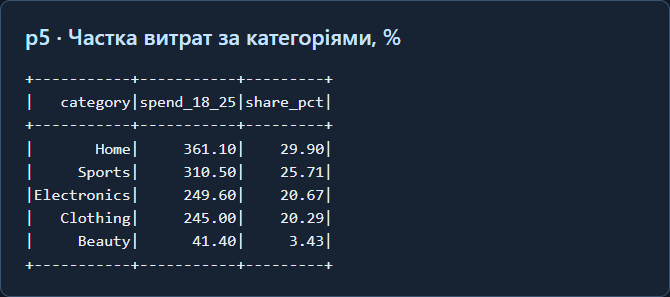 p5 · Частка витрат за категоріями, %
+-----------+-----------+---------+
|   category|spend_18_25|share_pct|
+-----------+-----------+---------+
|       Home|     361.10|    29.90|
|     Sports|     310.50|    25.71|
|Electronics|     249.60|    20.67|
|   Clothing|     245.00|    20.29|
|     Beauty|      41.40|     3.43|
+-----------+-----------+---------+